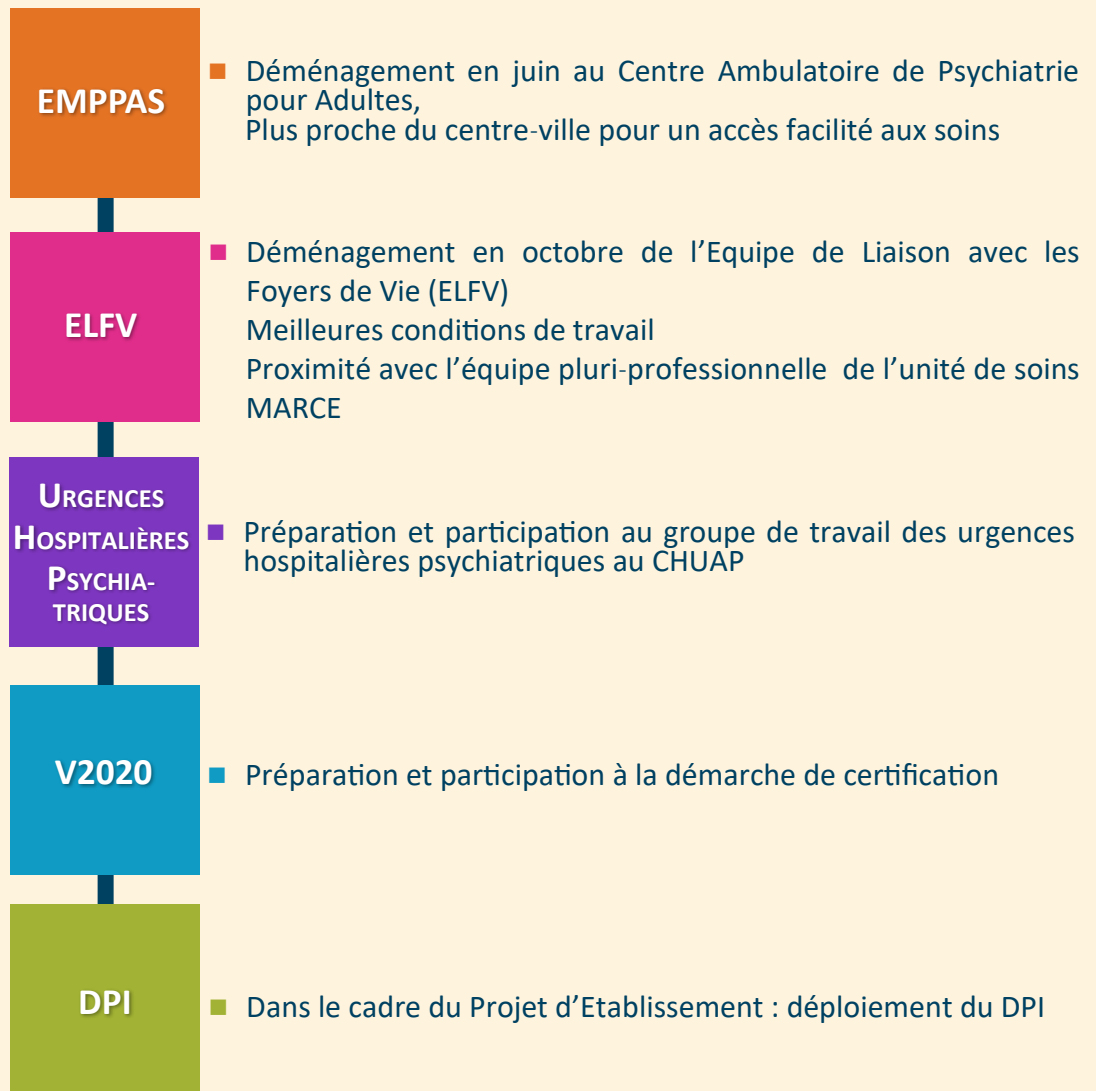 EMPPAS
Déménagement en juin au Centre Ambulatoire de Psychiatrie
pour Adultes,
Plus proche du centre-ville pour un accès facilité aux soins
ELFV
Déménagement en octobre de l’Equipe de Liaison avec les
Foyers de Vie (ELFV)
Meilleures conditions de travail
Proximité avec l’équipe pluri-professionnelle de l’unité de soins
MARCE
URGENCES
HOSPITALIÈRES
PSYCHIA-
TRIQUES
Préparation et participation au groupe de travail des urgences
hospitalières psychiatriques au CHUAP
V2020
Préparation et participation à la démarche de certification
DPI
Dans le cadre du Projet d’Etablissement : déploiement du DPI